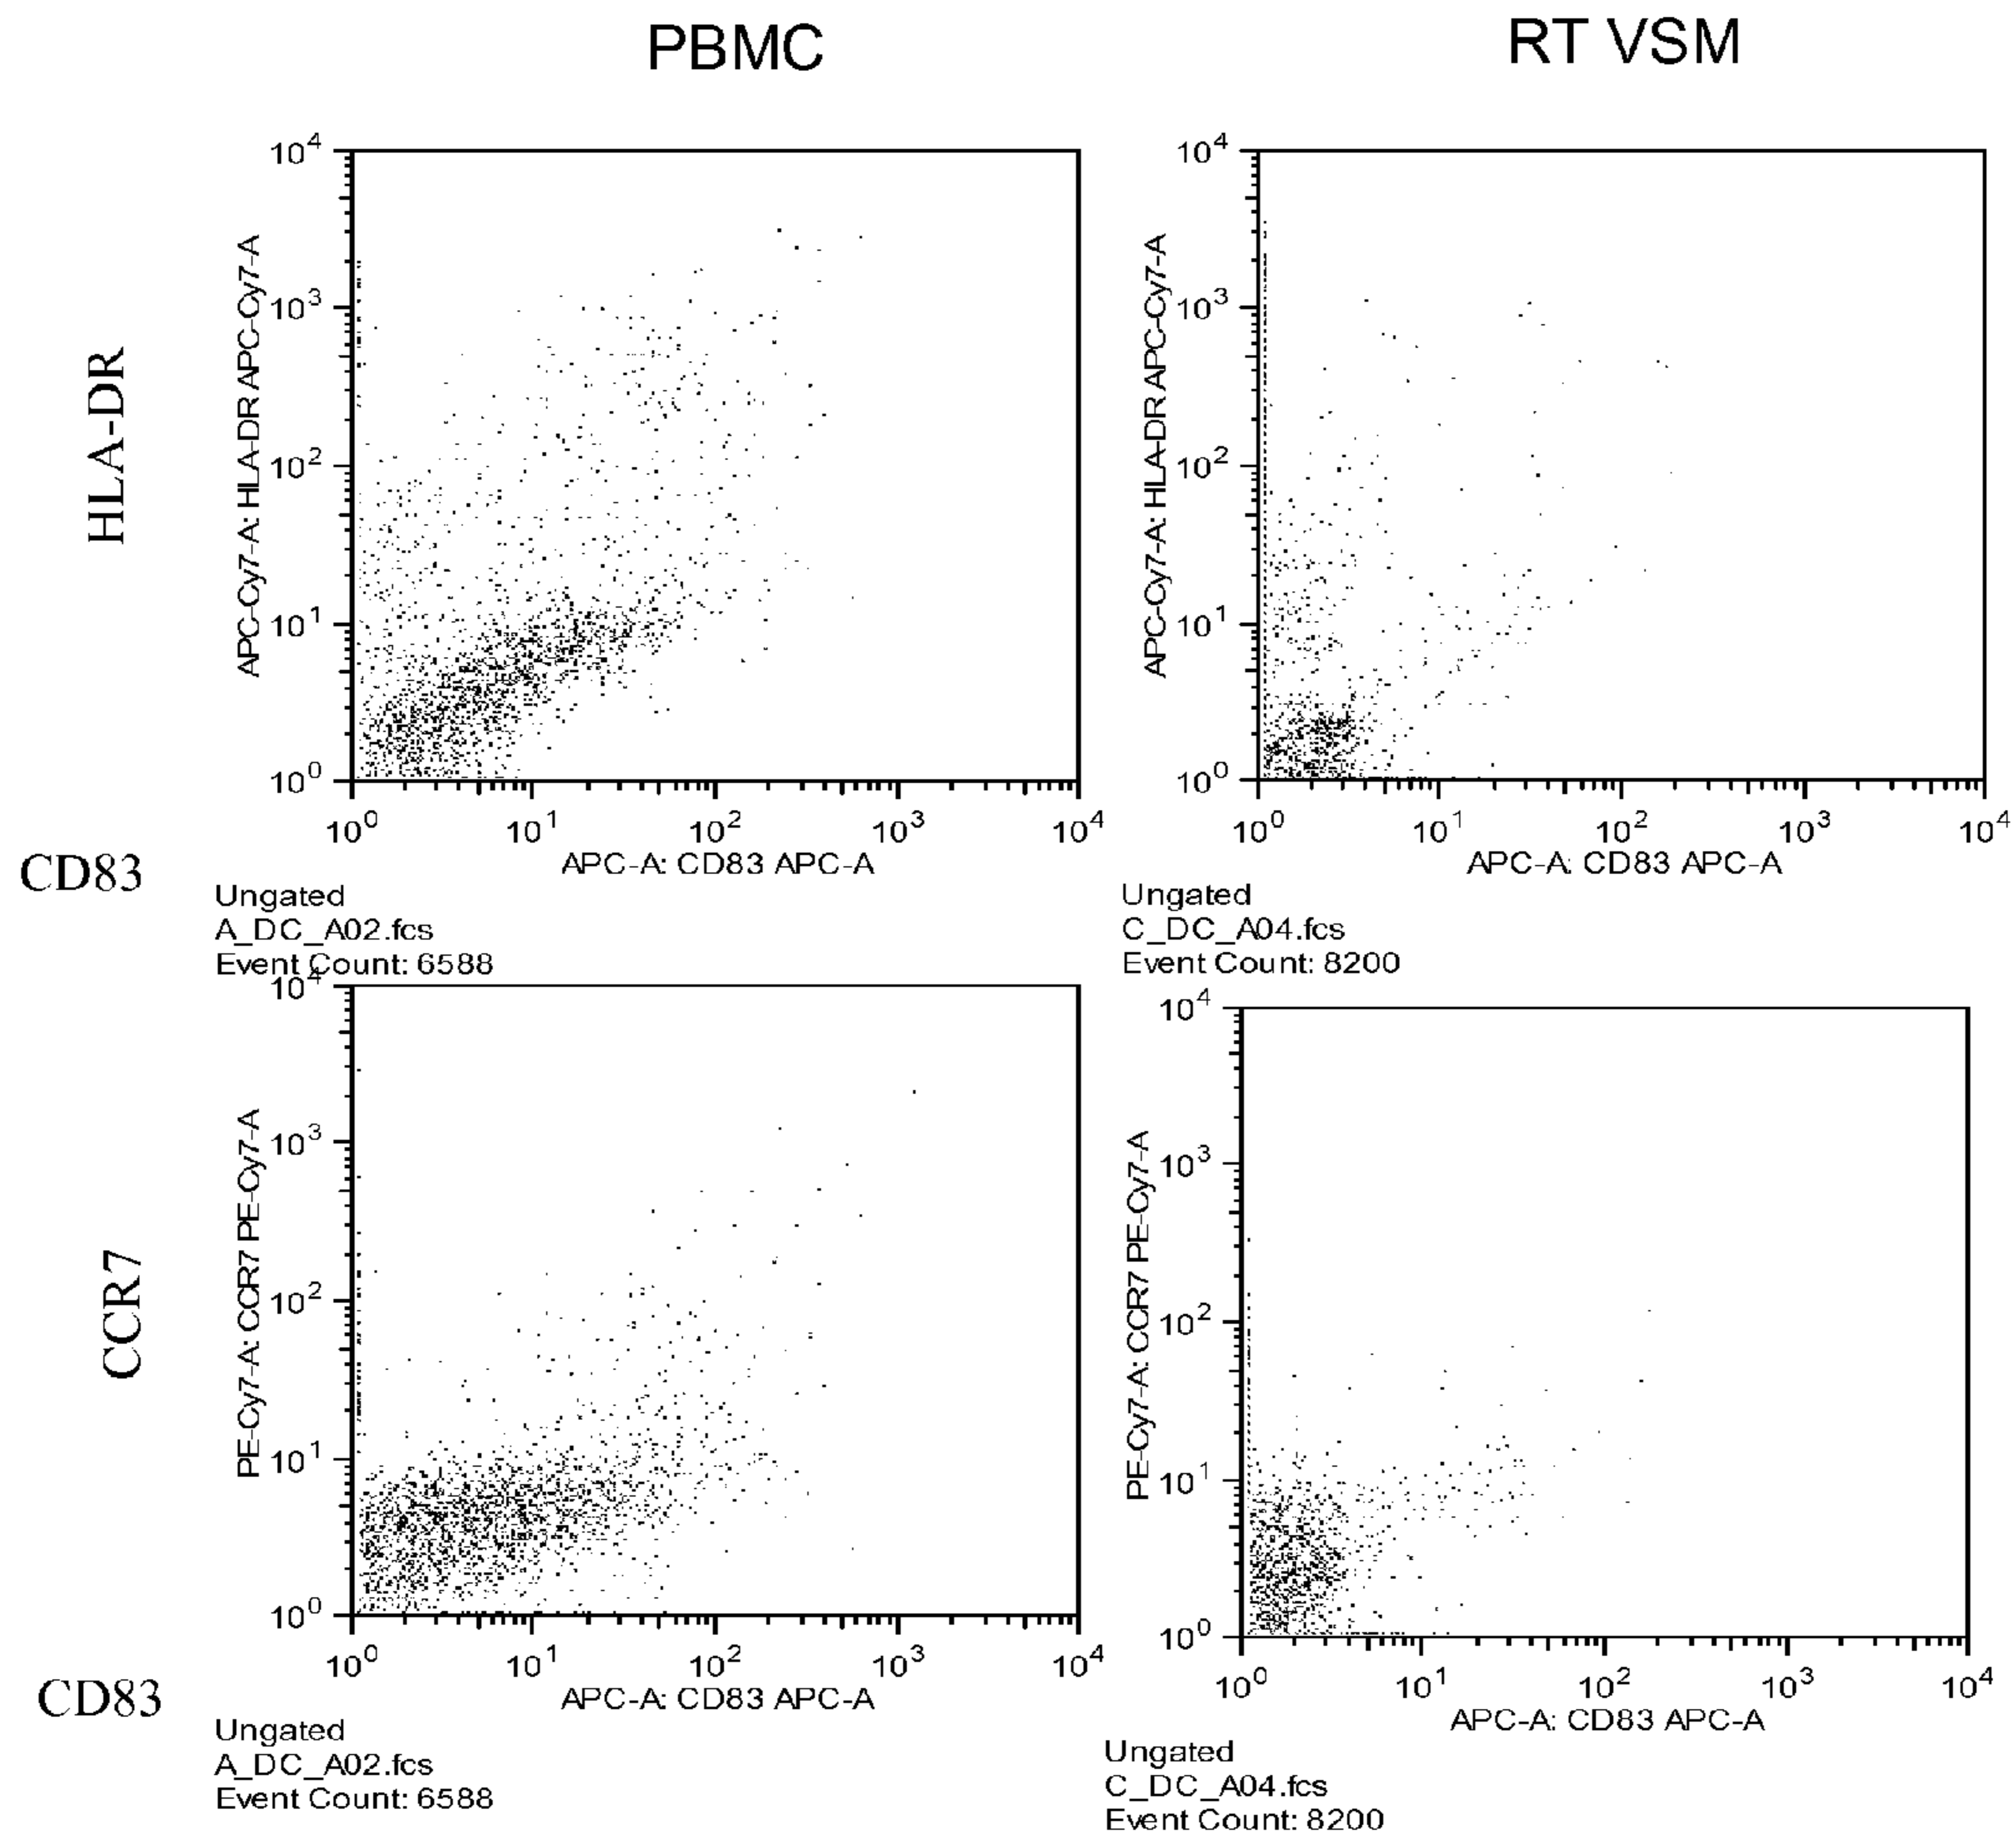 PBMC
RT VSM
HLA-DR
APC-Cy7-A: HLA-DR APC-Cy7-A
10^4
10^3
10^2
10^1
10^0
10^0 10^1 10^2 10^3 10^4
APC-A: CD83 APC-A
CD83
Ungated
A_DC_A02.fcs
Event Count: 6588
APC-Cy7-A: HLA-DR APC-Cy7-A
10^4
10^3
10^2
10^1
10^0
10^0 10^1 10^2 10^3 10^4
APC-A: CD83 APC-A
Ungated
C_DC_A04.fcs
Event Count: 8200
CCR7
PE-Cy7-A: CCR7 PE-Cy7-A
10^4
10^3
10^2
10^1
10^0
10^0 10^1 10^2 10^3 10^4
APC-A: CD83 APC-A
CD83
Ungated
A_DC_A02.fcs
Event Count: 6588
PE-Cy7-A: CCR7 PE-Cy7-A
10^4
10^3
10^2
10^1
10^0
10^0 10^1 10^2 10^3 10^4
APC-A: CD83 APC-A
Ungated
C_DC_A04.fcs
Event Count: 8200